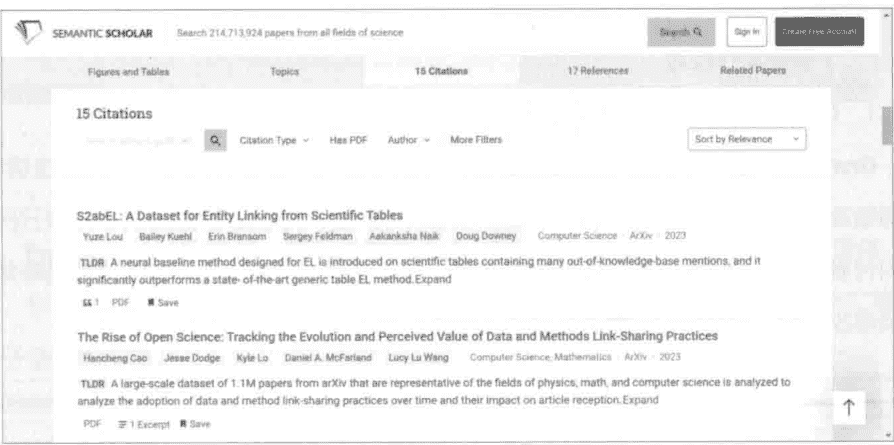 SEMANTIC SCHOLAR Search 214,713,924 papers from all fields of science Search Sign In Create Free Account
Figures and Tables Topics 15 Citations 17 References Related Papers
15 Citations
Citation Type Has PDF Author More Filters Sort by Relevance
S2abEL: A Dataset for Entity Linking from Scientific Tables
Yuze Lou Bailey Kuehl Erin Bransom Sergey Feldman Aakanksha Naik Doug Downey Computer Science · ArXiv · 2023
TLDR A neural baseline method designed for EL is introduced on scientific tables containing many out-of-knowledge-base mentions, and it
significantly outperforms a state-of-the-art generic table EL method. Expand
1 PDF Save
The Rise of Open Science: Tracking the Evolution and Perceived Value of Data and Methods Link-Sharing Practices
Hancheng Cao Jesse Dodge Kyle Lo Daniel A. McFarland Lucy Lu Wang Computer Science, Mathematics · ArXiv · 2023
TLDR A large-scale dataset of 1.1M papers from arXiv that are representative of the fields of physics, math, and computer science is analyzed to
analyze the adoption of data and method link-sharing practices over time and their impact on article reception. Expand
PDF 1 Excerpt Save